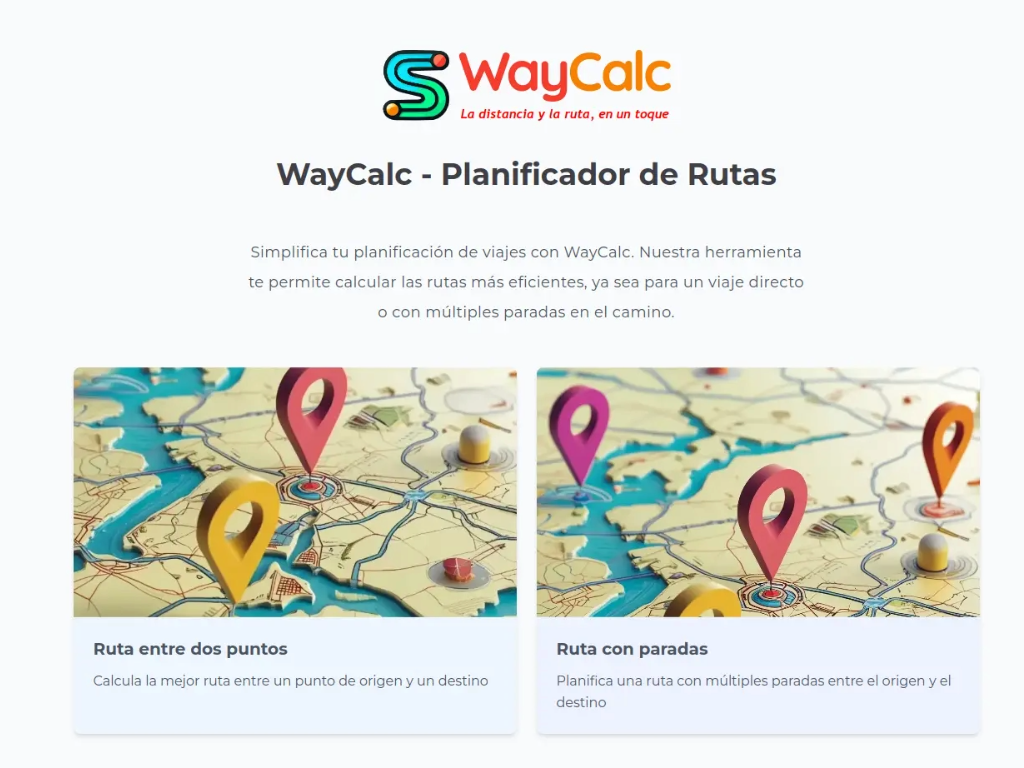 WayCalc
La distancia y la ruta, en un toque
WayCalc - Planificador de Rutas
Simplifica tu planificación de viajes con WayCalc. Nuestra herramienta
te permite calcular las rutas más eficientes, ya sea para un viaje directo
o con múltiples paradas en el camino.
Ruta entre dos puntos
Calcula la mejor ruta entre un punto de origen y un destino
Ruta con paradas
Planifica una ruta con múltiples paradas entre el origen y el
destino